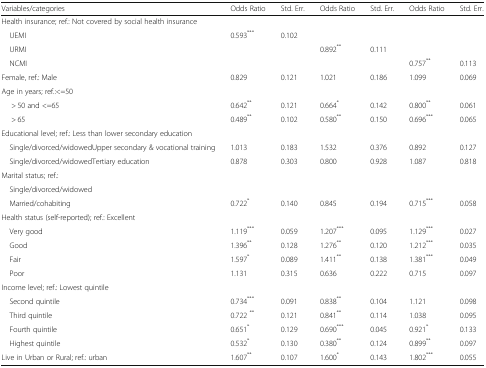 Variables/categories Odds Ratio Std. Err. Odds Ratio Std. Err. Odds Ratio Std. Err.
Health insurance; ref.: Not covered by social health insurance
UEMI 0.593*** 0.102
URMI 0.892** 0.111
NCMI 0.757** 0.113
Female, ref.: Male 0.829 0.121 1.021 0.186 1.099 0.069
Age in years; ref.:<=50
> 50 and <=65 0.642** 0.121 0.664* 0.142 0.800** 0.061
> 65 0.489** 0.102 0.580** 0.150 0.696*** 0.065
Educational level; ref.: Less than lower secondary education
Single/divorced/widowedUpper secondary & vocational training 1.013 0.183 1.532 0.376 0.892 0.127
Single/divorced/widowedTertiary education 0.878 0.303 0.800 0.928 1.087 0.818
Marital status; ref.:
Single/divorced/widowed
Married/cohabiting 0.722* 0.140 0.845 0.194 0.715*** 0.058
Health status (self-reported); ref.: Excellent
Very good 1.119*** 0.059 1.207*** 0.095 1.129*** 0.027
Good 1.396** 0.128 1.276** 0.120 1.212*** 0.035
Fair 1.597* 0.089 1.411** 0.138 1.381*** 0.049
Poor 1.131 0.315 0.636 0.222 0.715 0.097
Income level; ref.: Lowest quintile
Second quintile 0.734*** 0.091 0.838** 0.104 1.121 0.098
Third quintile 0.722 ** 0.121 0.841** 0.114 1.038 0.095
Fourth quintile 0.651* 0.129 0.690*** 0.045 0.921* 0.133
Highest quintile 0.532* 0.130 0.380** 0.124 0.899** 0.097
Live in Urban or Rural; ref.: urban 1.607** 0.107 1.600* 0.143 1.802*** 0.055